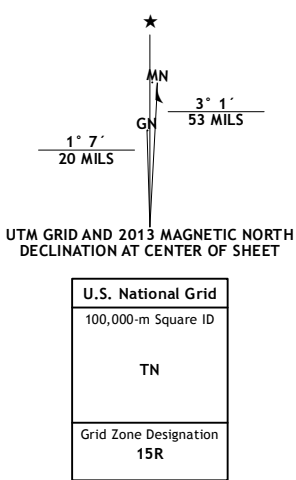 MN
GN
3° 1´
53 MILS
1° 7´
20 MILS
UTM GRID AND 2013 MAGNETIC NORTH
DECLINATION AT CENTER OF SHEET
U.S. National Grid
100,000-m Square ID
TN
Grid Zone Designation
15R